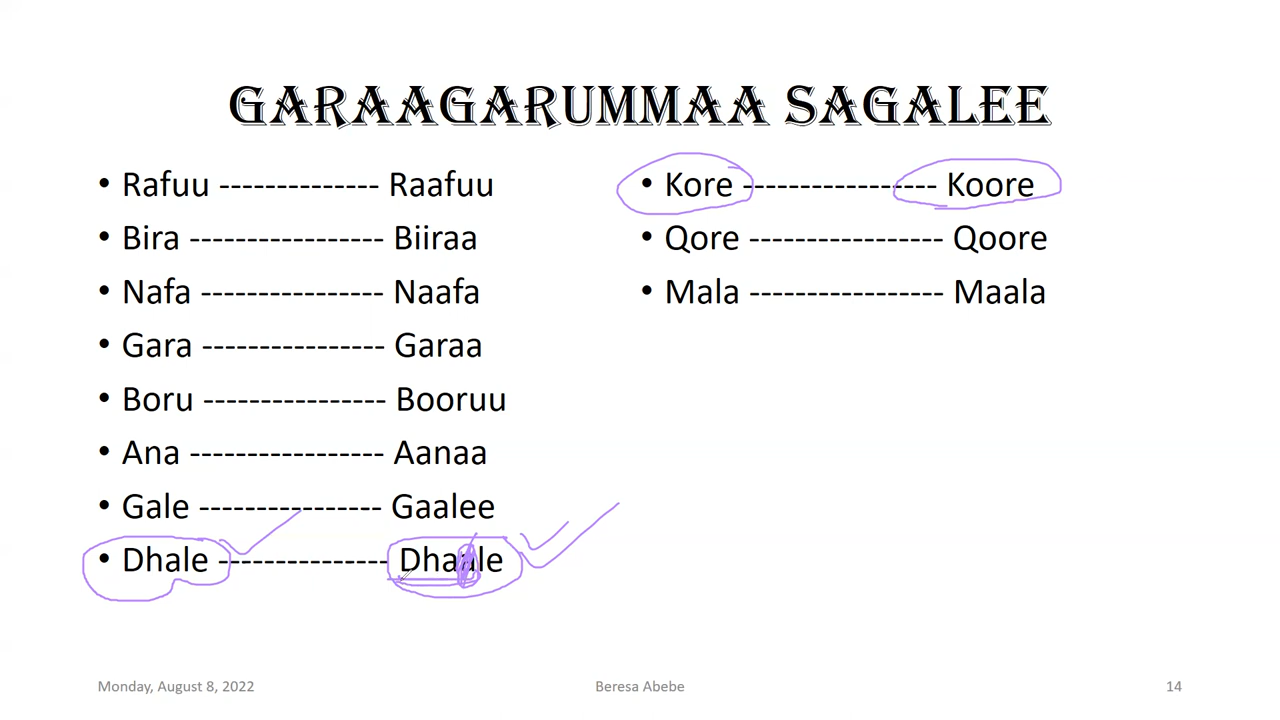 GARAAGARUMMAA SAGALEE
• Rafuu -------------- Raafuu
• Bira ----------------- Biiraa
• Nafa ---------------- Naafa
• Gara ---------------- Garaa
• Boru ---------------- Booruu
• Ana ----------------- Aanaa
• Gale ---------------- Gaalee
• Dhale --------------- Dhaale
• Kore ----------------- Koore
• Qore ----------------- Qoore
• Mala ----------------- Maala
Monday, August 8, 2022
Beresa Abebe
14